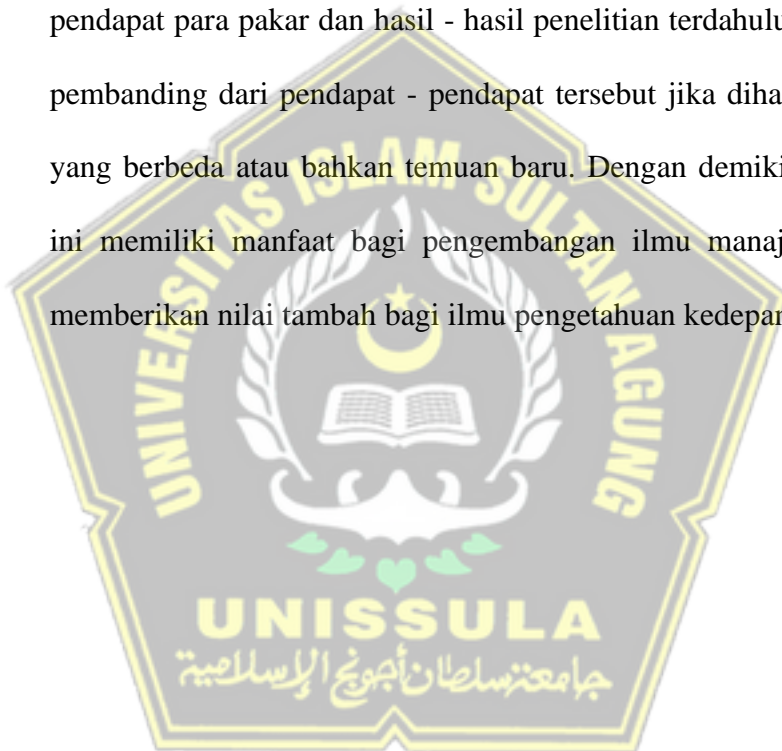 pendapat para pakar dan hasil - hasil penelitian terdahulu
pembanding dari pendapat - pendapat tersebut jika diha
yang berbeda atau bahkan temuan baru. Dengan demiki
ini memiliki manfaat bagi pengembangan ilmu manaj
memberikan nilai tambah bagi ilmu pengetahuan kedepan
UNIVERSITAS ISLAM SULTAN AGUNG
UNISSULA
جامعنسلطان أجونج الإسلامية